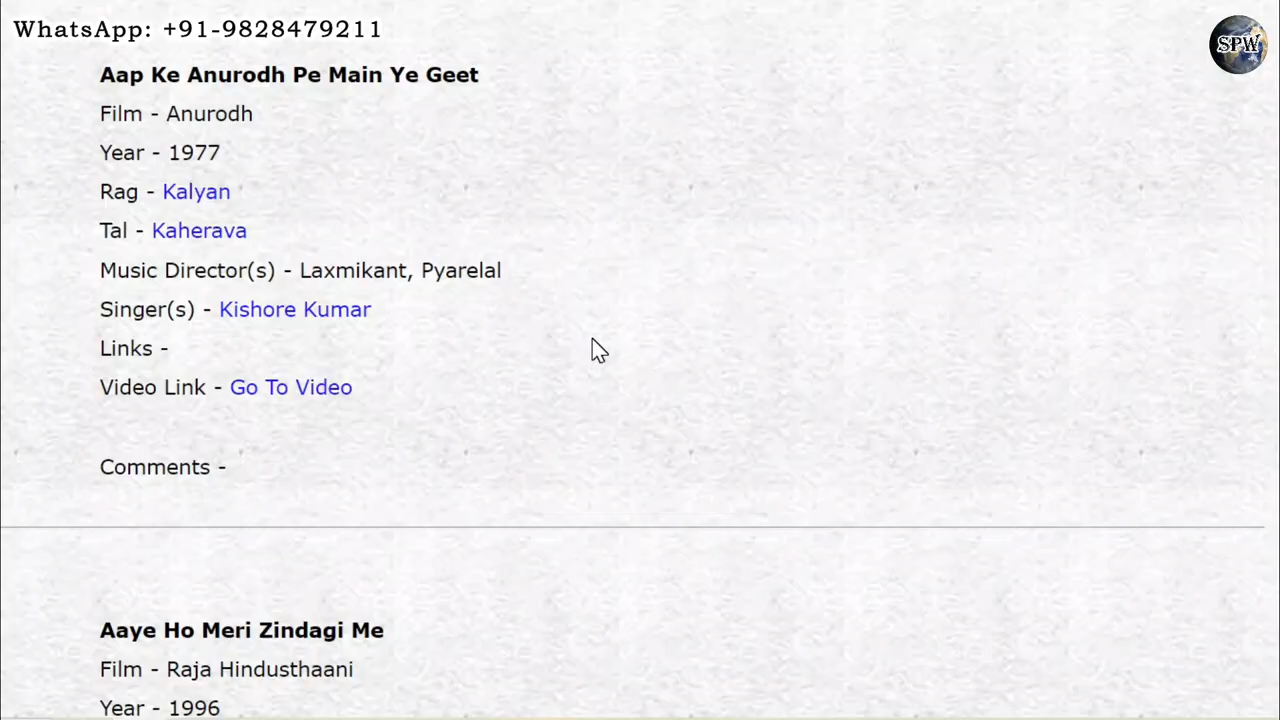 WhatsApp: +91-9828479211
SPW
Aap Ke Anurodh Pe Main Ye Geet
Film - Anurodh
Year - 1977
Rag - Kalyan
Tal - Kaherava
Music Director(s) - Laxmikant, Pyarelal
Singer(s) - Kishore Kumar
Links -
Video Link - Go To Video
Comments -
Aaye Ho Meri Zindagi Me
Film - Raja Hindusthaani
Year - 1996